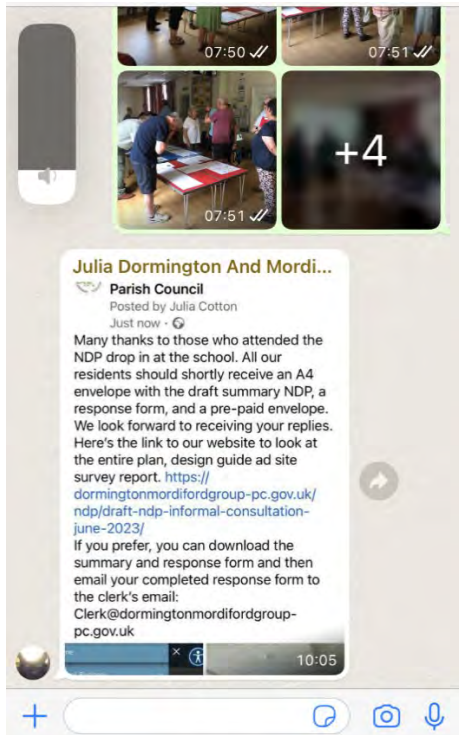 07:50
07:51
07:51
+4
Julia Dormington And Mordi...
Parish Council
Posted by Julia Cotton
Just now ·
Many thanks to those who attended the
NDP drop in at the school. All our
residents should shortly receive an A4
envelope with the draft summary NDP, a
response form, and a pre-paid envelope.
We look forward to receiving your replies.
Here's the link to our website to look at
the entire plan, design guide ad site
survey report. https://
dormingtonmordifordgroup-pc.gov.uk/
ndp/draft-ndp-informal-consultation-
june-2023/
If you prefer, you can download the
summary and response form and then
email your completed response form to
the clerk's email:
Clerk@dormingtonmordifordgroup-
pc.gov.uk
10:05